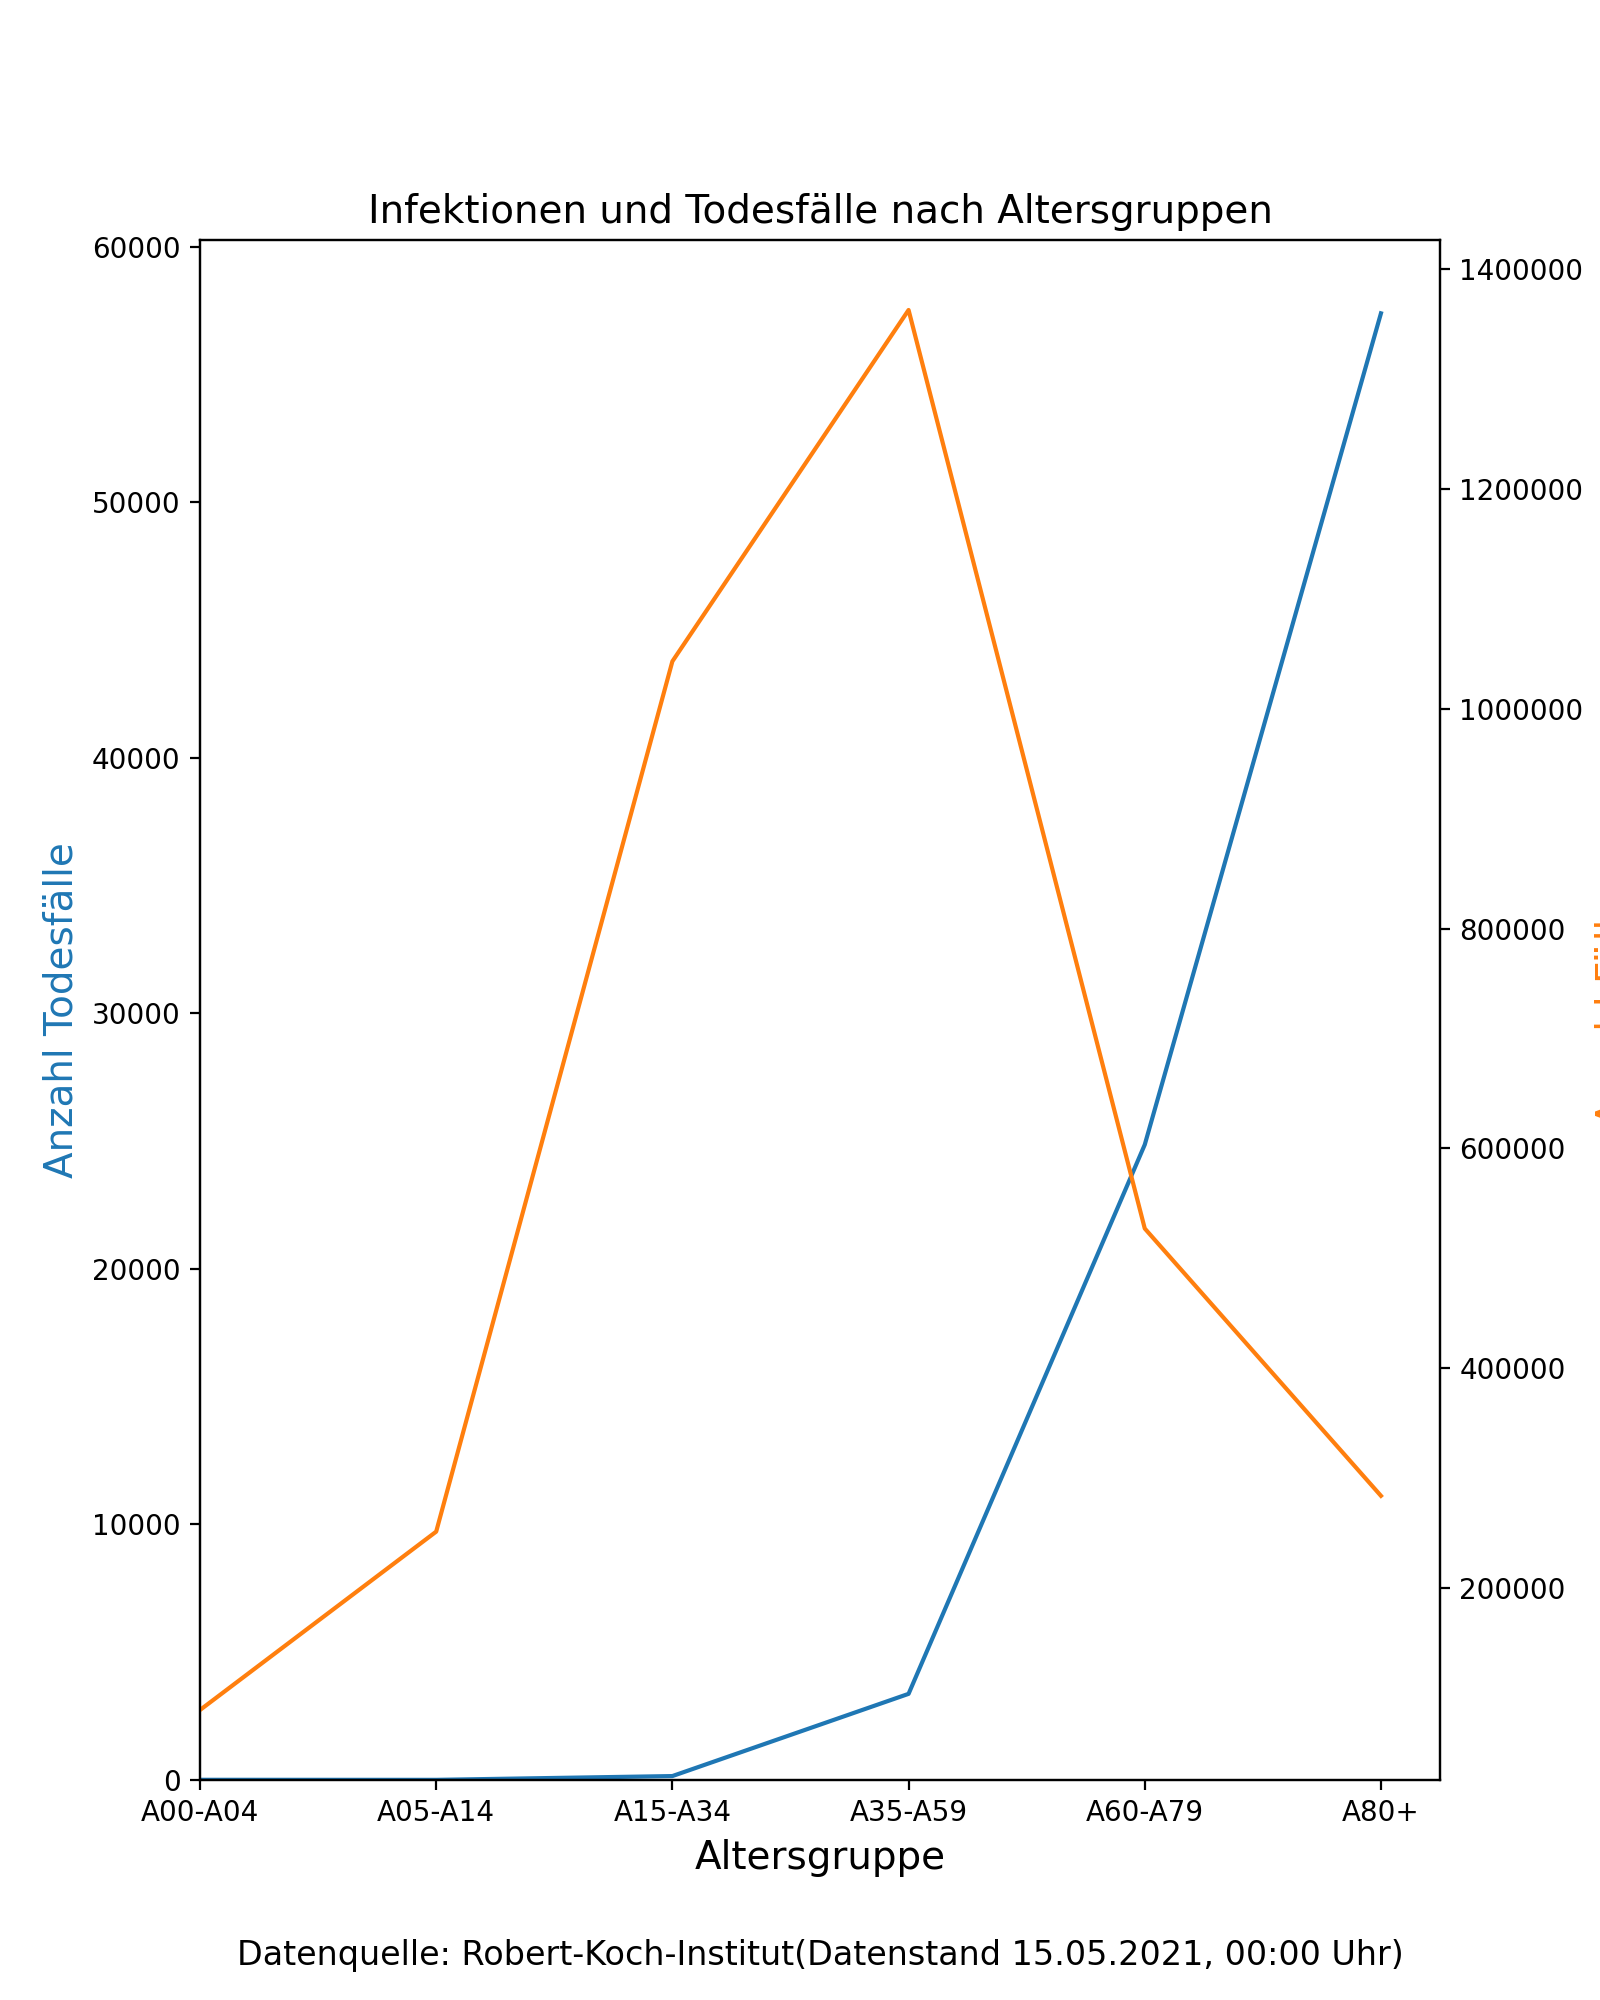 Infektionen und Todesfälle nach Altersgruppen
60000
50000
40000
30000
20000
10000
0
Anzahl Todesfälle
1400000
1200000
1000000
800000
600000
400000
200000
A00-A04 A05-A14 A15-A34 A35-A59 A60-A79 A80+
Altersgruppe
Datenquelle: Robert-Koch-Institut(Datenstand 15.05.2021, 00:00 Uhr)